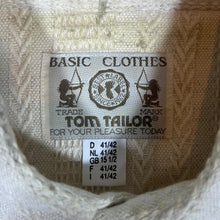 BASIC CLOTHES
TRADE MARK
TOM TAILOR®
FOR YOUR PLEASURE TODAY
D 41/42
NL 41/42
GB 15 1/2
F 41/42
I 41/42